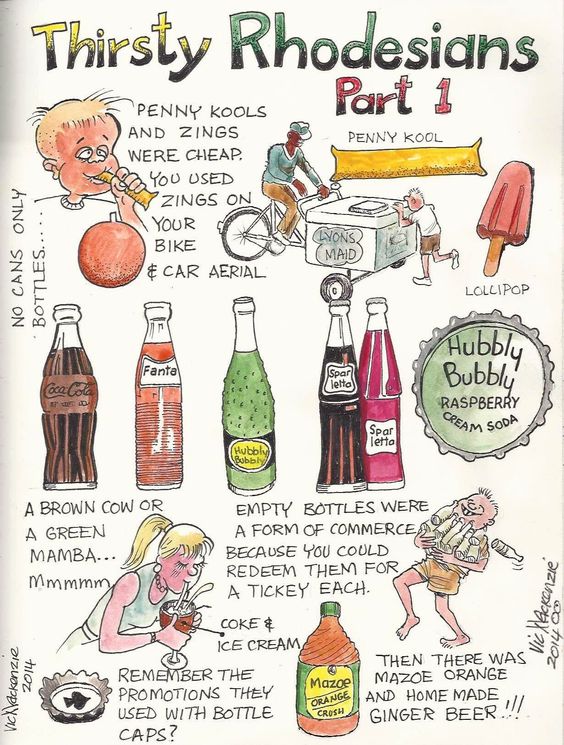 Thirsty Rhodesians
Part 1
PENNY KOOLS
AND ZINGS
WERE CHEAP.
YOU USED
ZINGS ON
YOUR
BIKE
& CAR AERIAL
NO CANS ONLY
BOTTLES.....
PENNY KOOL
LYONS
MAID
LOLLIPOP
Coca-Cola
Fanta
Hubbly
Bubbly
Spar
letta
Spar
letta
Hubbly
Bubbly
RASPBERRY
CREAM SODA
A BROWN COW OR
A GREEN
MAMBA...
Mmmmmm
EMPTY BOTTLES WERE
A FORM OF COMMERCE
BECAUSE YOU COULD
REDEEM THEM FOR
A TICKEY EACH.
COKE &
ICE CREAM
REMEMBER THE
PROMOTIONS THEY
USED WITH BOTTLE
CAPS?
Mazoe
ORANGE
CRUSH
THEN THERE WAS
MAZOE ORANGE
AND HOME MADE
GINGER BEER...!!!
Vic Mackenzie
2014
Vic Mackenzie
2014
Vic Mackenzie
2014